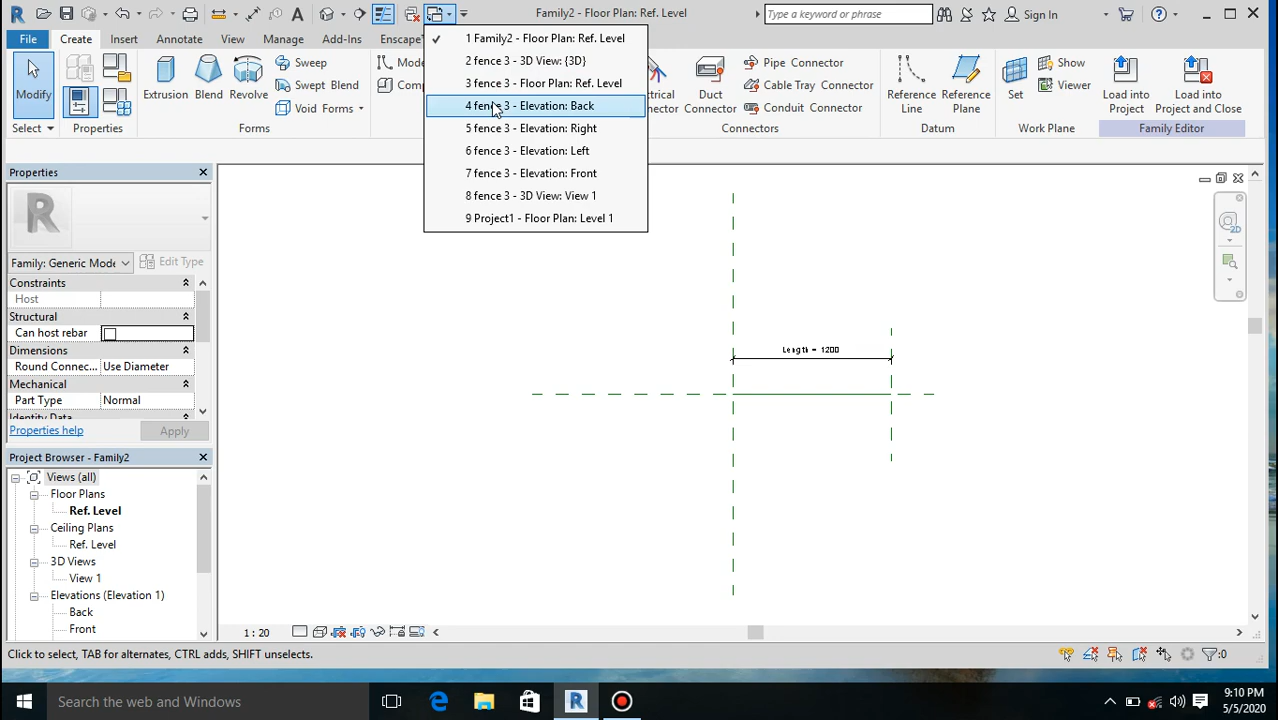 Family2 - Floor Plan: Ref. Level
Type a keyword or phrase
Sign In
File
Create
Insert
Annotate
View
Manage
Add-Ins
Enscape
Modify
Select
Properties
Extrusion
Blend
Revolve
Sweep
Swept Blend
Void Forms
Forms
1 Family2 - Floor Plan: Ref. Level
2 fence 3 - 3D View: {3D}
3 fence 3 - Floor Plan: Ref. Level
4 fence 3 - Elevation: Back
5 fence 3 - Elevation: Right
6 fence 3 - Elevation: Left
7 fence 3 - Elevation: Front
8 fence 3 - 3D View: View 1
9 Project1 - Floor Plan: Level 1
Duct
Connector
Pipe Connector
Cable Tray Connector
Conduit Connector
Connectors
Reference
Line
Reference
Plane
Datum
Set
Show
Viewer
Work Plane
Load into
Project
Load into
Project and Close
Family Editor
Properties
Family: Generic Mode
Edit Type
Constraints
Host
Structural
Can host rebar
Dimensions
Round Connec...
Use Diameter
Mechanical
Part Type
Normal
Identity Data
Properties help
Apply
Project Browser - Family2
Views (all)
Floor Plans
Ref. Level
Ceiling Plans
Ref. Level
3D Views
View 1
Elevations (Elevation 1)
Back
Front
Length = 1200
2D
1 : 20
Click to select, TAB for alternates, CTRL adds, SHIFT unselects.
:0
Search the web and Windows
9:10 PM
5/5/2020